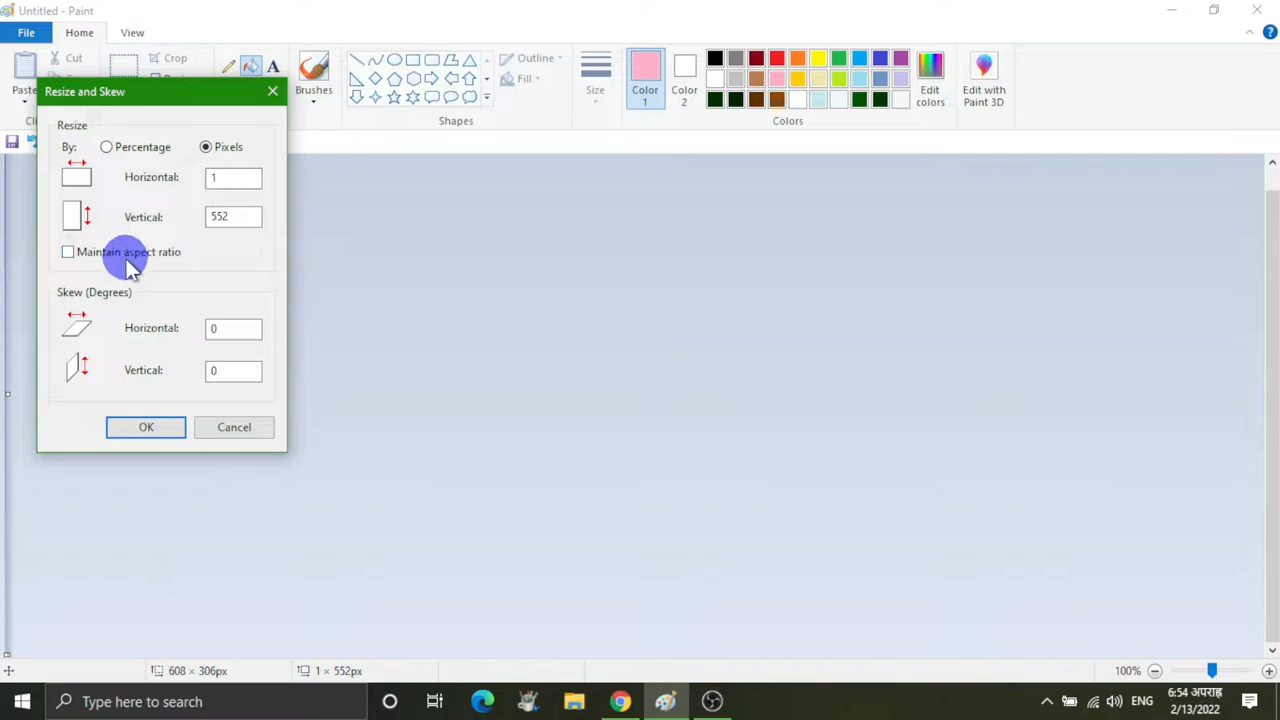 Untitled - Paint
File Home View
Paste
Cut
Crop
Brushes
Outline
Fill
Shapes
Size
Color 1
Color 2
Edit colors
Edit with Paint 3D
Colors
Resize and Skew
Resize
By: Percentage Pixels
Horizontal: 1
Vertical: 552
Maintain aspect ratio
Skew (Degrees)
Horizontal: 0
Vertical: 0
OK Cancel
608 × 306px 1 × 552px 100%
Type here to search
ENG
6:54 अपराह्न
2/13/2022